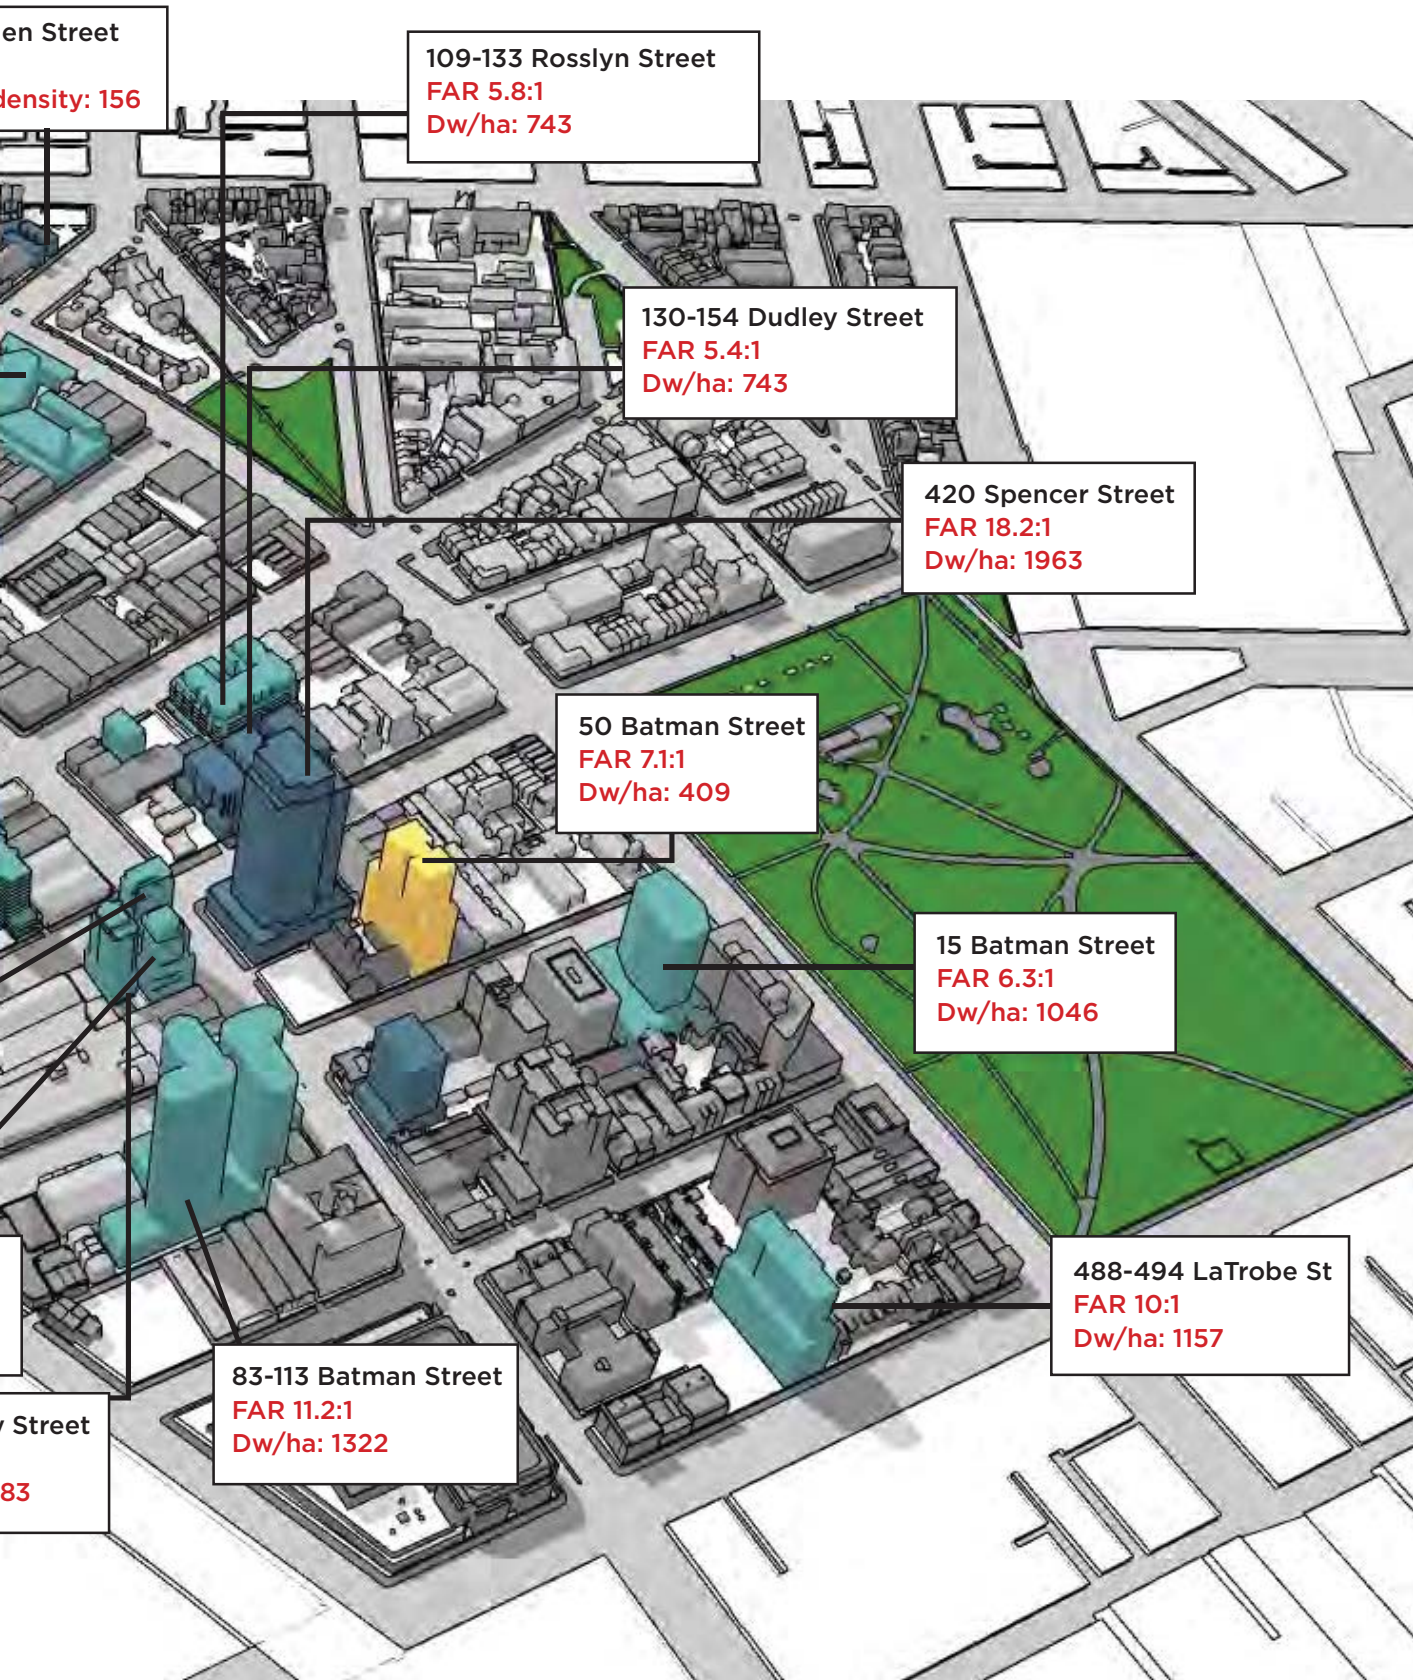 en Street
density: 156
109-133 Rosslyn Street
FAR 5.8:1
Dw/ha: 743
130-154 Dudley Street
FAR 5.4:1
Dw/ha: 743
420 Spencer Street
FAR 18.2:1
Dw/ha: 1963
50 Batman Street
FAR 7.1:1
Dw/ha: 409
15 Batman Street
FAR 6.3:1
Dw/ha: 1046
488-494 LaTrobe St
FAR 10:1
Dw/ha: 1157
83-113 Batman Street
FAR 11.2:1
Dw/ha: 1322
Street
83